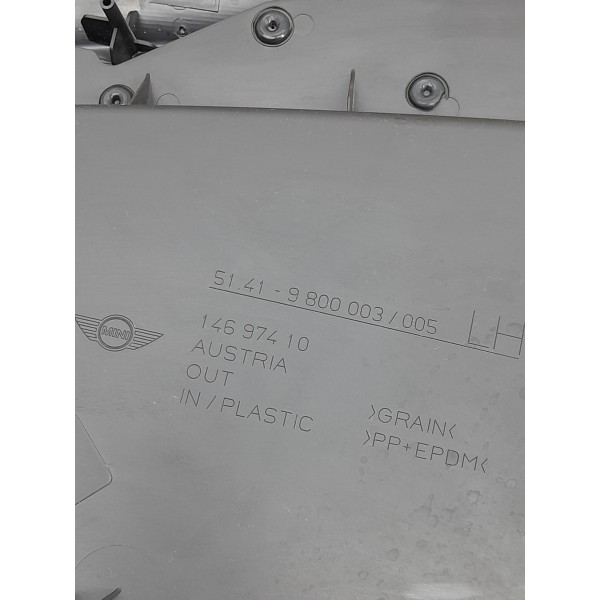 51.41 - 9 800 003 / 005 LH
MINI
146 974 10
AUSTRIA
OUT
IN / PLASTIC
>GRAIN<
>PP+EPDM<